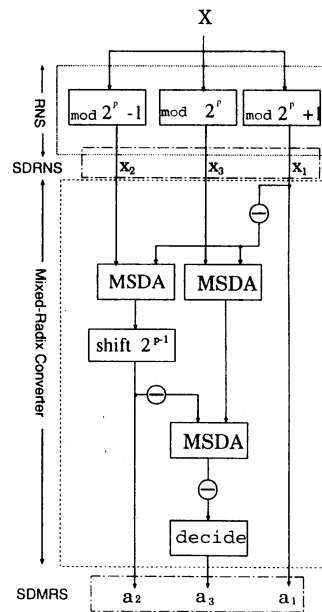 X
RNS
mod 2^p -1
mod 2^p
mod 2^p +1
SDRNS
x₂
x₃
x₁
Mixed-Radix Converter
MSDA
MSDA
shift 2^p-1
MSDA
decide
SDMRS
a₂
a₃
a₁